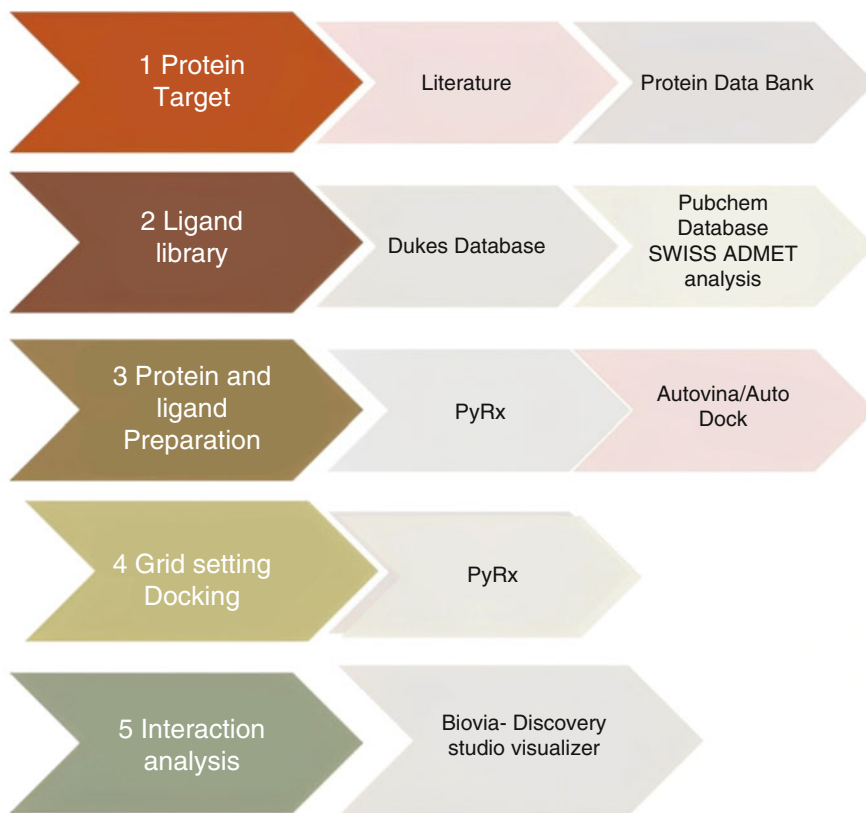 1 Protein
Target
Literature
Protein Data Bank
2 Ligand
library
Dukes Database
Pubchem
Database
SWISS ADMET
analysis
3 Protein and
ligand
Preparation
PyRx
Autovina/Auto
Dock
4 Grid setting
Docking
PyRx
5 Interaction
analysis
Biovia- Discovery
studio visualizer